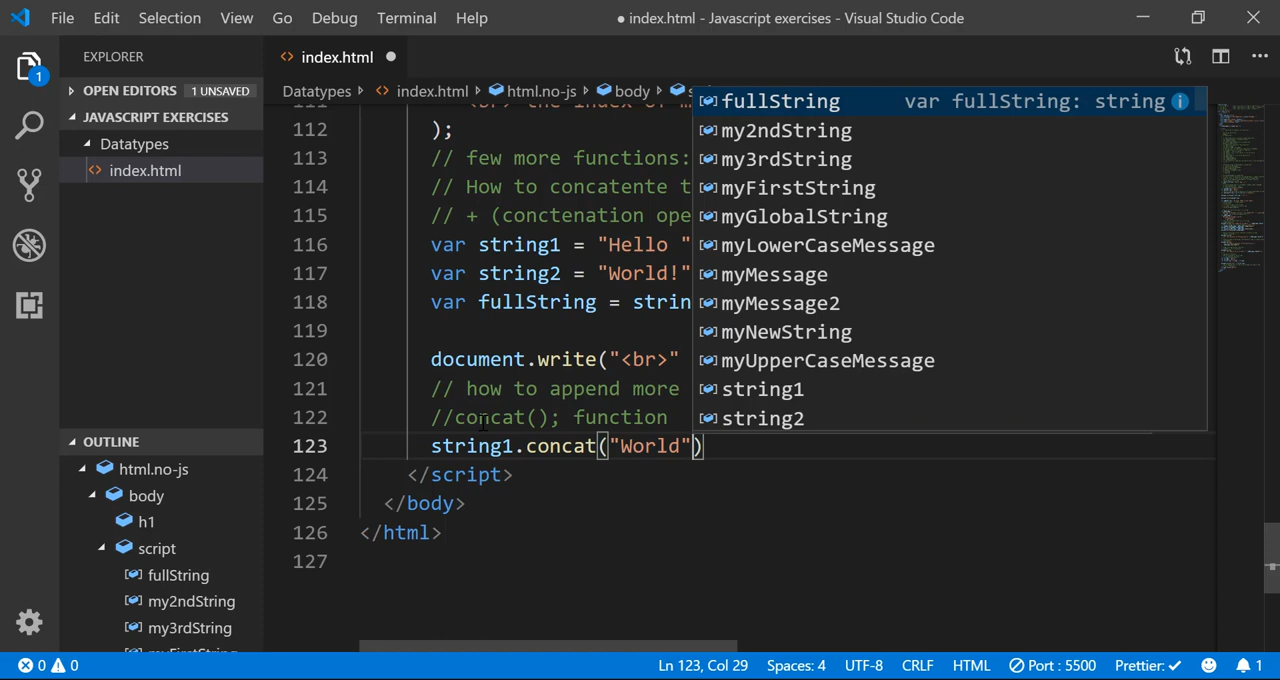 File Edit Selection View Go Debug Terminal Help
● index.html - Javascript exercises - Visual Studio Code
EXPLORER
1
OPEN EDITORS 1 UNSAVED
JAVASCRIPT EXERCISES
Datatypes
<> index.html
OUTLINE
html.no-js
body
h1
script
fullString
my2ndString
my3rdString
<> index.html ●
Datatypes <> index.html html.no-js body
112 );
113 // few more functions:
114 // How to concatente t
115 // + (conctenation ope
116 var string1 = "Hello "
117 var string2 = "World!"
118 var fullString = strin
119
120 document.write("<br>"
121 // how to append more
122 //concat(); function
123 string1.concat("World")
124 </script>
125 </body>
126 </html>
127
fullString var fullString: string
my2ndString
my3rdString
myFirstString
myGlobalString
myLowerCaseMessage
myMessage
myMessage2
myNewString
myUpperCaseMessage
string1
string2
0 0 Ln 123, Col 29 Spaces: 4 UTF-8 CRLF HTML Port : 5500 Prettier: ✓ 1